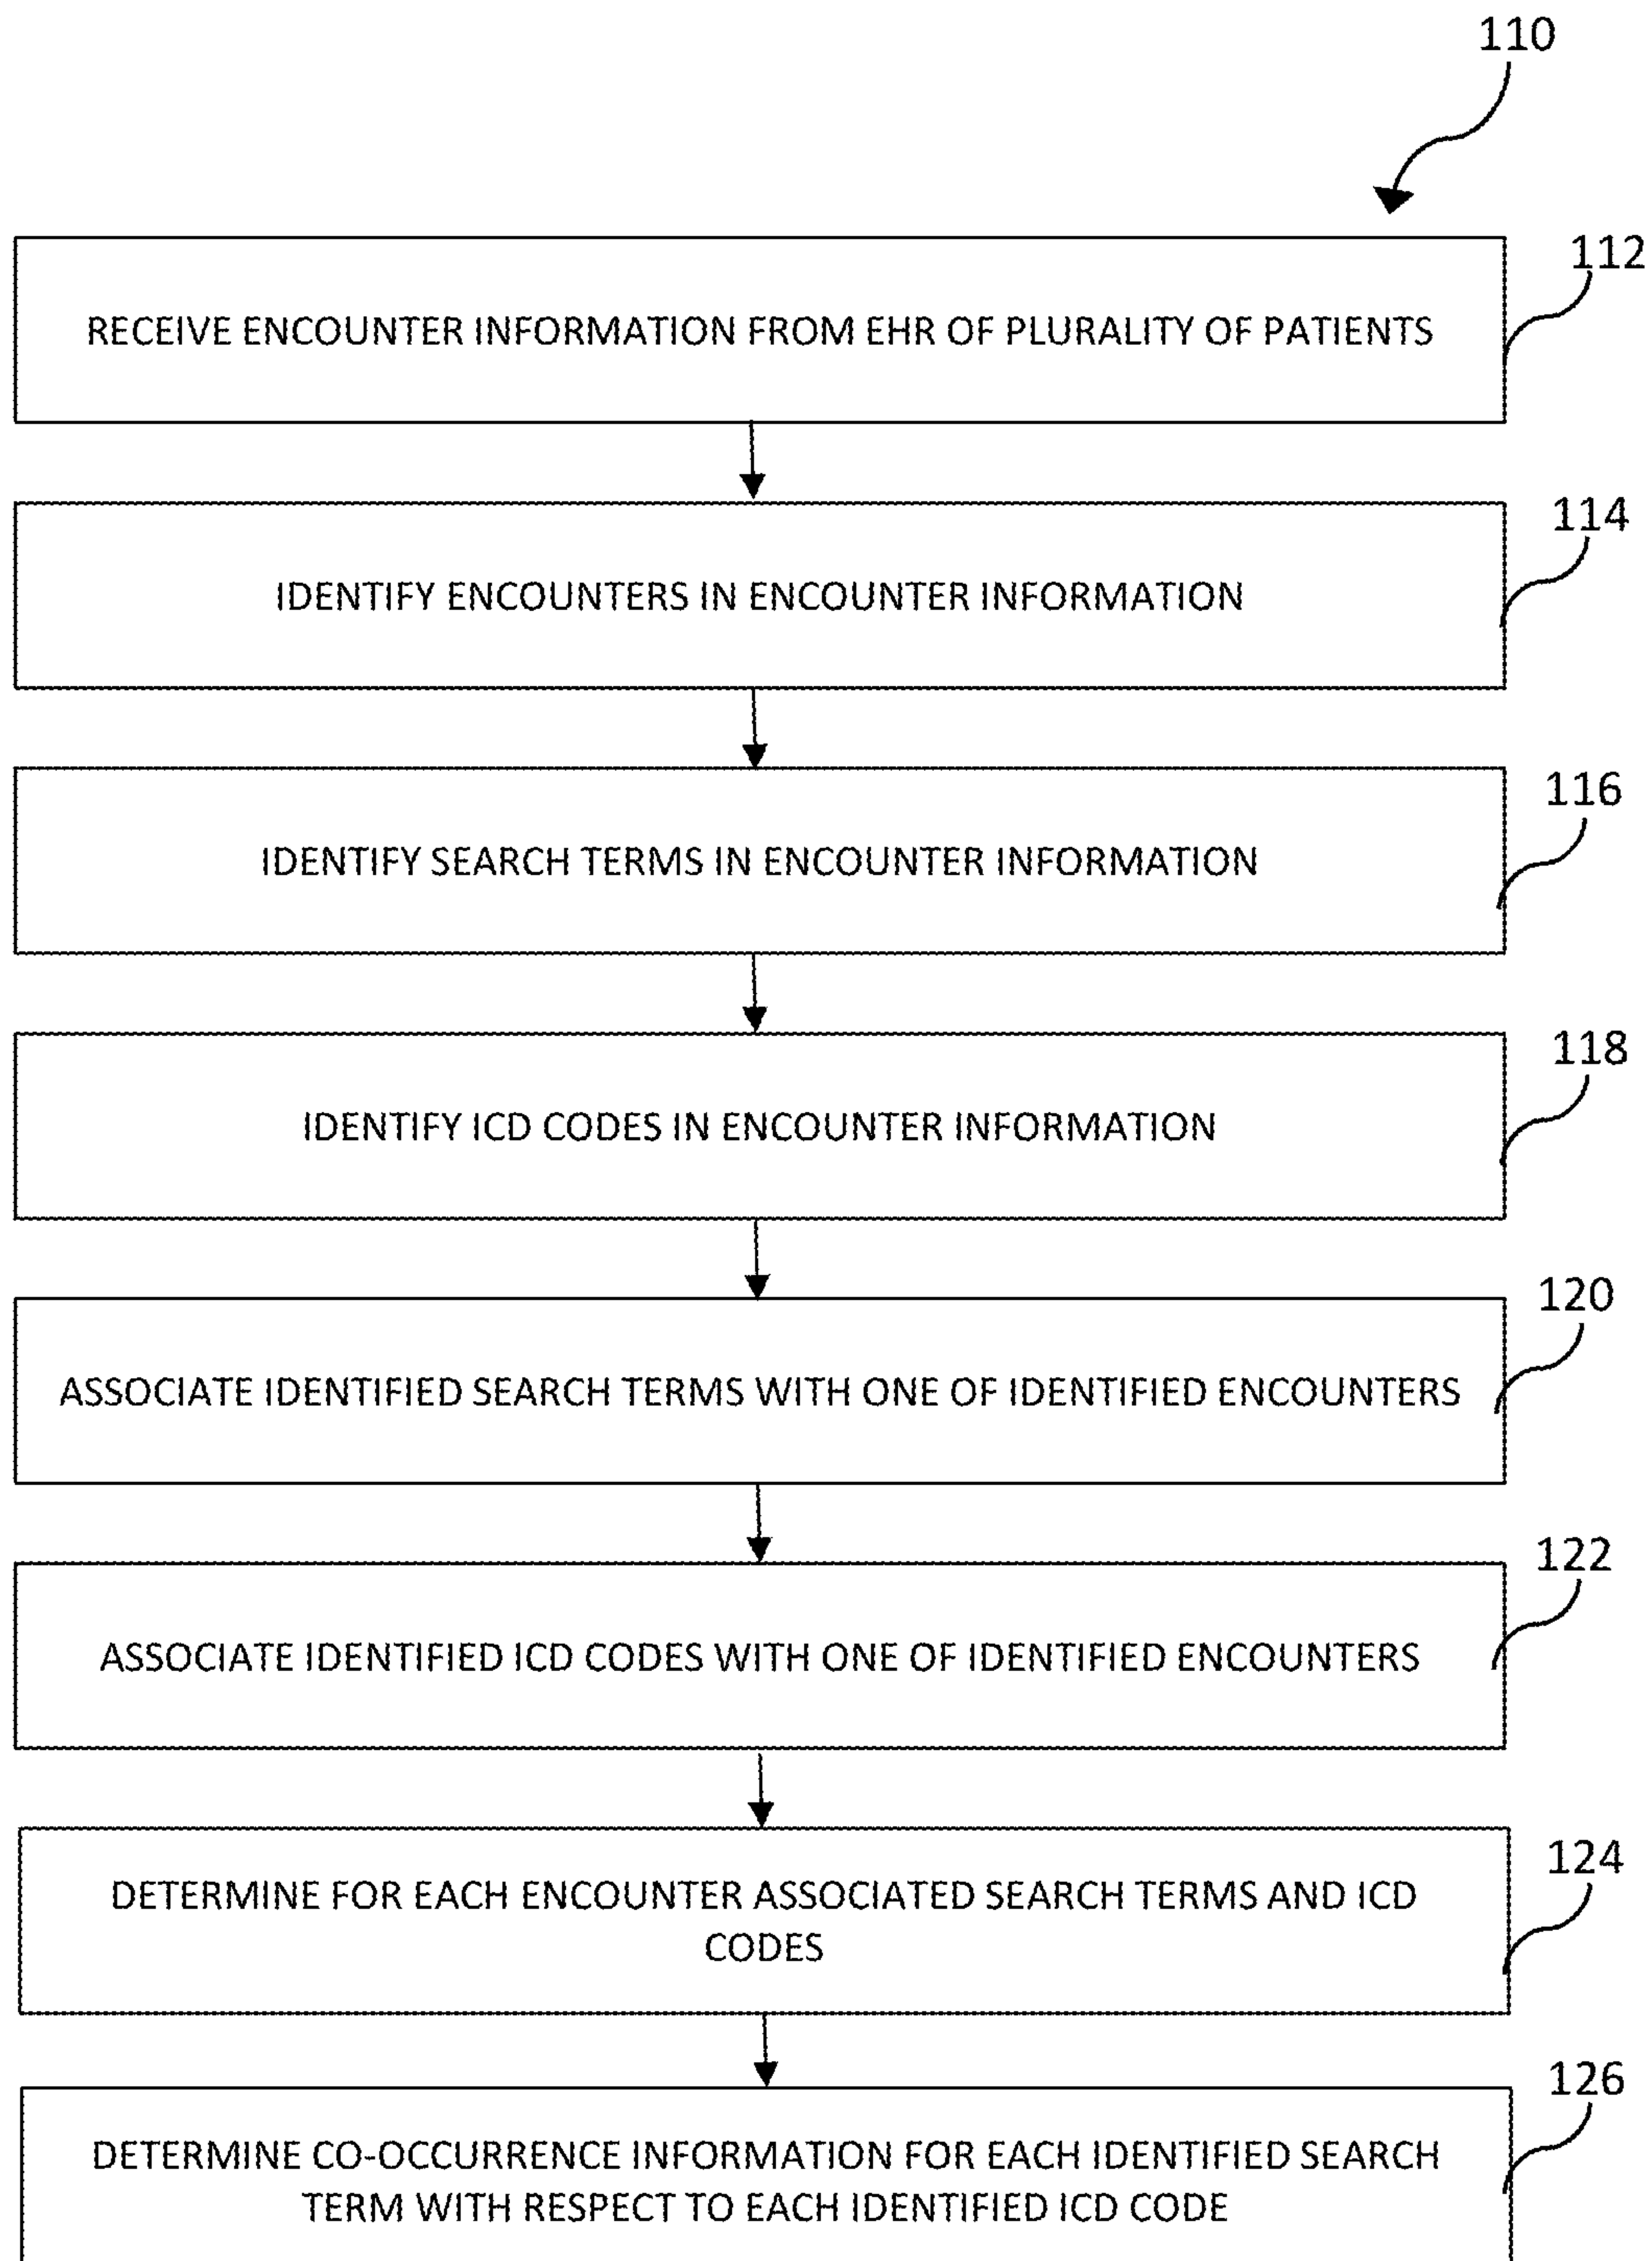 110
112
RECEIVE ENCOUNTER INFORMATION FROM EHR OF PLURALITY OF PATIENTS
114
IDENTIFY ENCOUNTERS IN ENCOUNTER INFORMATION
116
IDENTIFY SEARCH TERMS IN ENCOUNTER INFORMATION
118
IDENTIFY ICD CODES IN ENCOUNTER INFORMATION
120
ASSOCIATE IDENTIFIED SEARCH TERMS WITH ONE OF IDENTIFIED ENCOUNTERS
122
ASSOCIATE IDENTIFIED ICD CODES WITH ONE OF IDENTIFIED ENCOUNTERS
124
DETERMINE FOR EACH ENCOUNTER ASSOCIATED SEARCH TERMS AND ICD
CODES
126
DETERMINE CO-OCCURRENCE INFORMATION FOR EACH IDENTIFIED SEARCH
TERM WITH RESPECT TO EACH IDENTIFIED ICD CODE